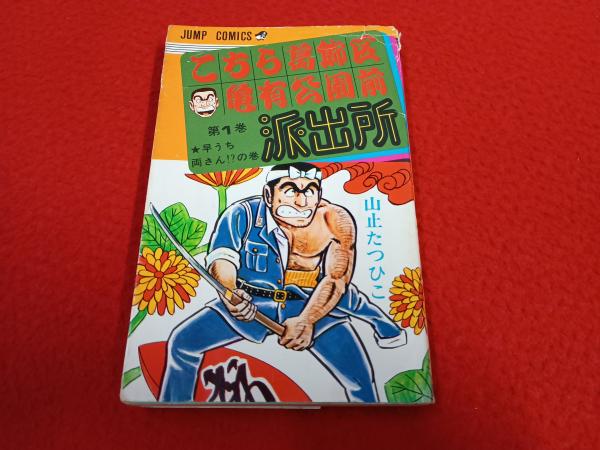 JUMP COMICS
こちら葛飾区
亀有公園前
派出所
第1巻
★早うち
両さん!?の巻
山止たつひこ